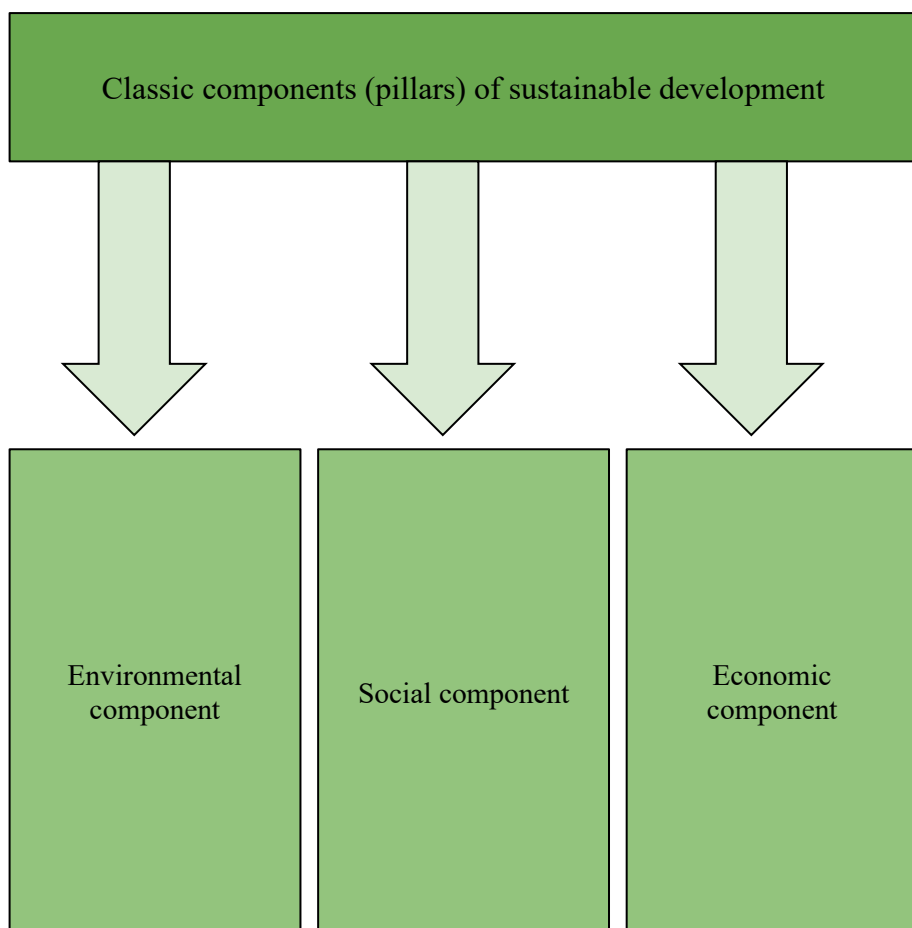 Classic components (pillars) of sustainable development
Environmental
component
Social component
Economic
component